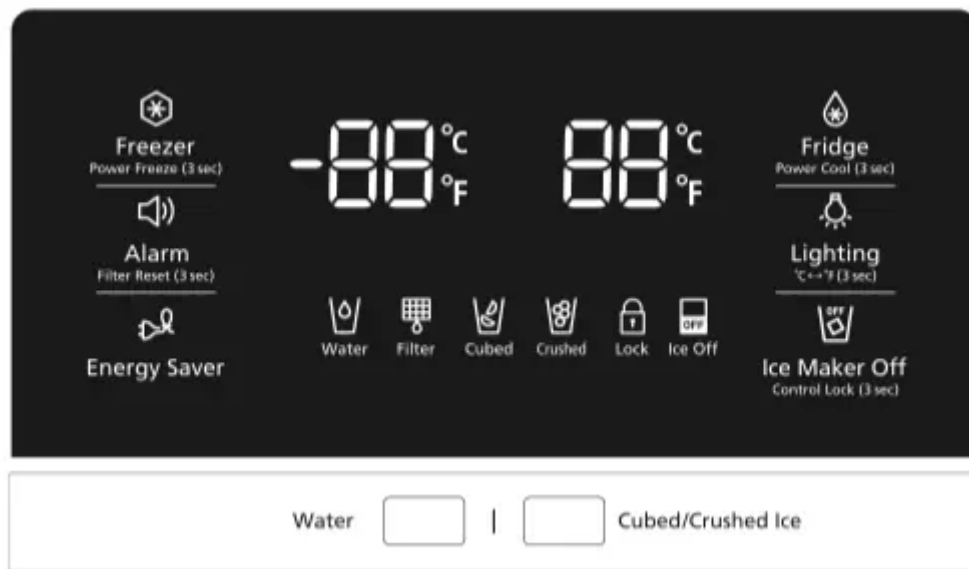 Freezer
Power Freeze (3 sec)
Alarm
Filter Reset (3 sec)
Energy Saver
-88 °C
°F
88 °C
°F
Water Filter Cubed Crushed Lock Ice Off
OFF
Fridge
Power Cool (3 sec)
Lighting
°C↔°F (3 sec)
OFF
Ice Maker Off
Control Lock (3 sec)
Water | Cubed/Crushed Ice